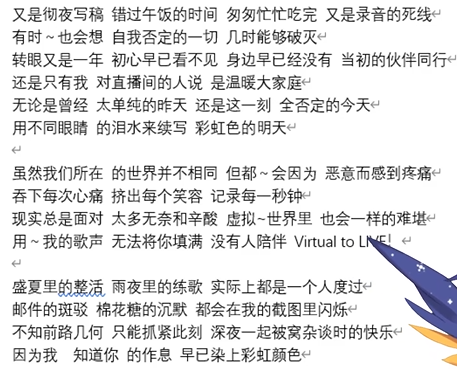 又是彻夜写稿 错过午饭的时间 匆匆忙忙吃完 又是录音的死线
有时～也会想 自我否定的一切 几时能够破灭
转眼又是一年 初心早已看不见 身边早已经没有 当初的伙伴同行
还是只有我 对直播间的人说 是温暖大家庭
无论是曾经 太单纯的昨天 还是这一刻 全否定的今天
用不同眼睛 的泪水来续写 彩虹色的明天
虽然我们所在 的世界并不相同 但都～会因为 恶意而感到疼痛
吞下每次心痛 挤出每个笑容 记录每一秒钟
现实总是面对 太多无奈和辛酸 虚拟~世界里 也会一样的难堪
用～我的歌声 无法将你填满 没有人陪伴 Virtual to LIVE!
盛夏里的整活 雨夜里的练歌 实际上都是一个人度过
邮件的斑驳 棉花糖的沉默 都会在我的截图里闪烁
不知前路几何 只能抓紧此刻 深夜一起被窝杂谈时的快乐
因为我 知道你 的作息 早已染上彩虹颜色